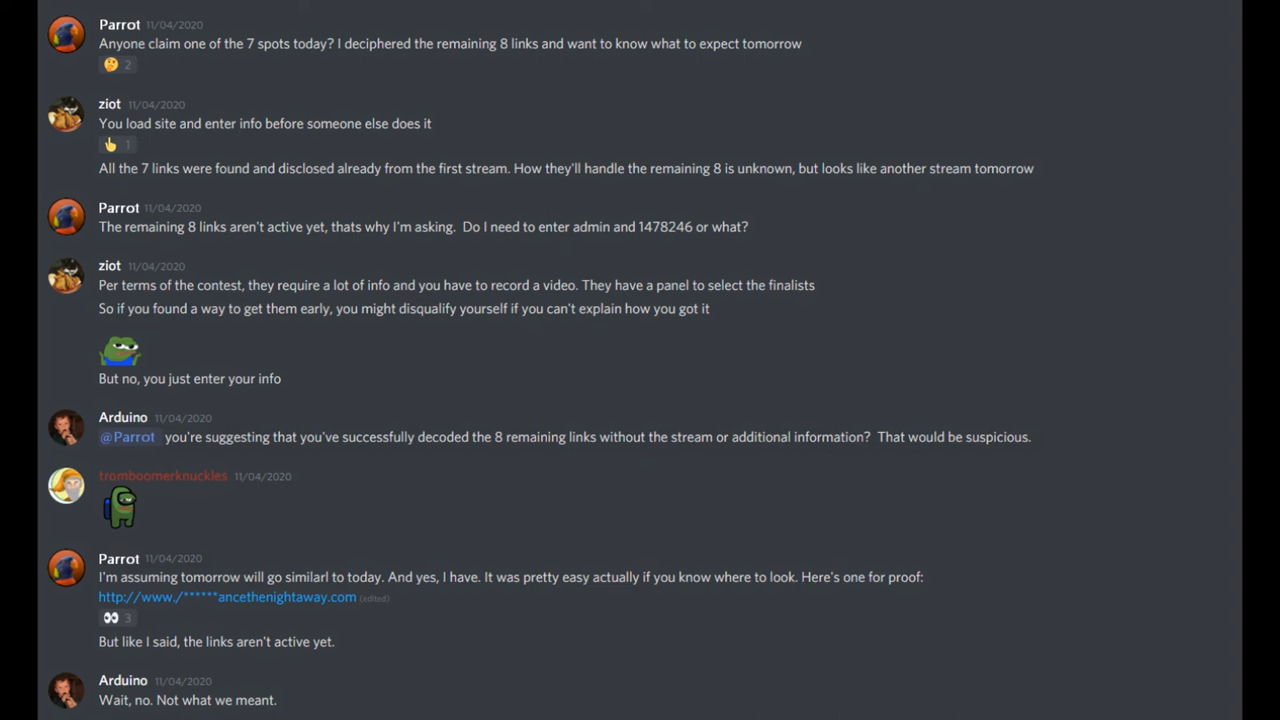 Parrot 11/04/2020
Anyone claim one of the 7 spots today? I deciphered the remaining 8 links and want to know what to expect tomorrow
2
ziot 11/04/2020
You load site and enter info before someone else does it
1
All the 7 links were found and disclosed already from the first stream. How they'll handle the remaining 8 is unknown, but looks like another stream tomorrow
Parrot 11/04/2020
The remaining 8 links aren't active yet, thats why I'm asking. Do I need to enter admin and 1478246 or what?
ziot 11/04/2020
Per terms of the contest, they require a lot of info and you have to record a video. They have a panel to select the finalists
So if you found a way to get them early, you might disqualify yourself if you can't explain how you got it
But no, you just enter your info
Arduino 11/04/2020
@Parrot you're suggesting that you've successfully decoded the 8 remaining links without the stream or additional information? That would be suspicious.
tromboomerknuckles 11/04/2020
Parrot 11/04/2020
I'm assuming tomorrow will go similarl to today. And yes, I have. It was pretty easy actually if you know where to look. Here's one for proof:
http://www./******ancethenightaway.com (edited)
3
But like I said, the links aren't active yet.
Arduino 11/04/2020
Wait, no. Not what we meant.